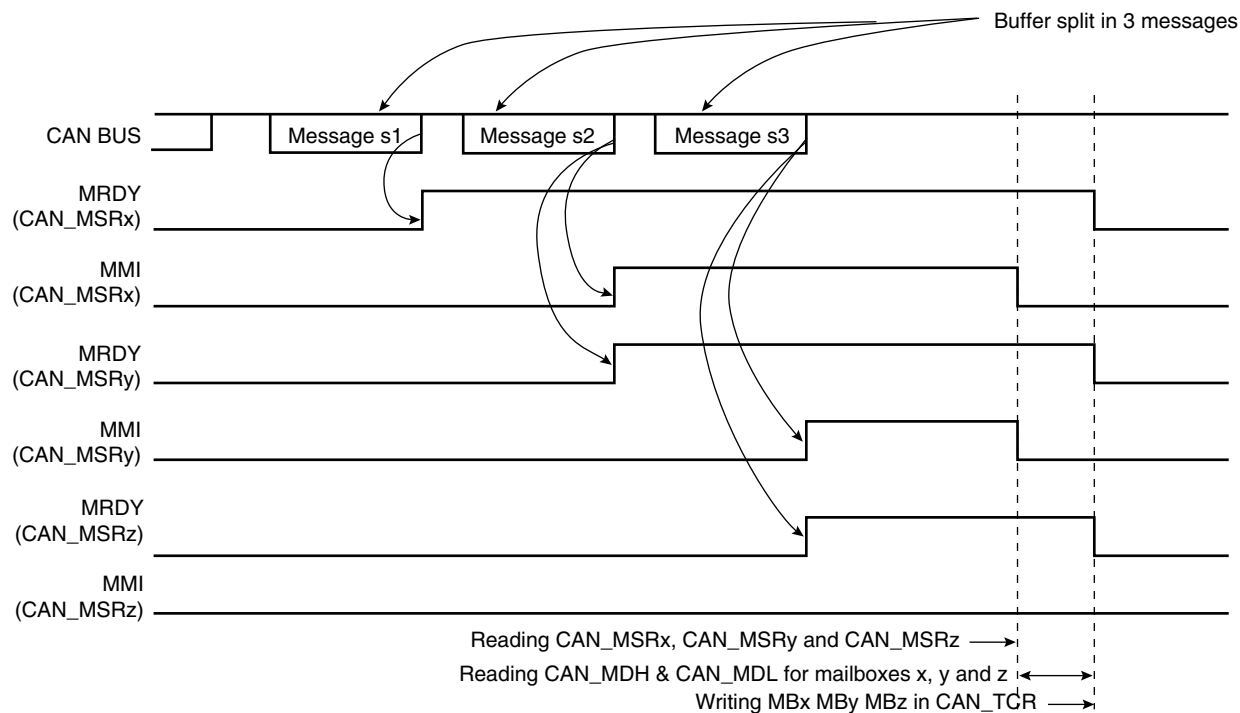 Buffer split in 3 messages
CAN BUS
Message s1
Message s2
Message s3
MRDY
(CAN_MSRx)
MMI
(CAN_MSRx)
MRDY
(CAN_MSRy)
MMI
(CAN_MSRy)
MRDY
(CAN_MSRz)
MMI
(CAN_MSRz)
Reading CAN_MSRx, CAN_MSRy and CAN_MSRz
Reading CAN_MDH & CAN_MDL for mailboxes x, y and z
Writing MBx MBy MBz in CAN_TCR